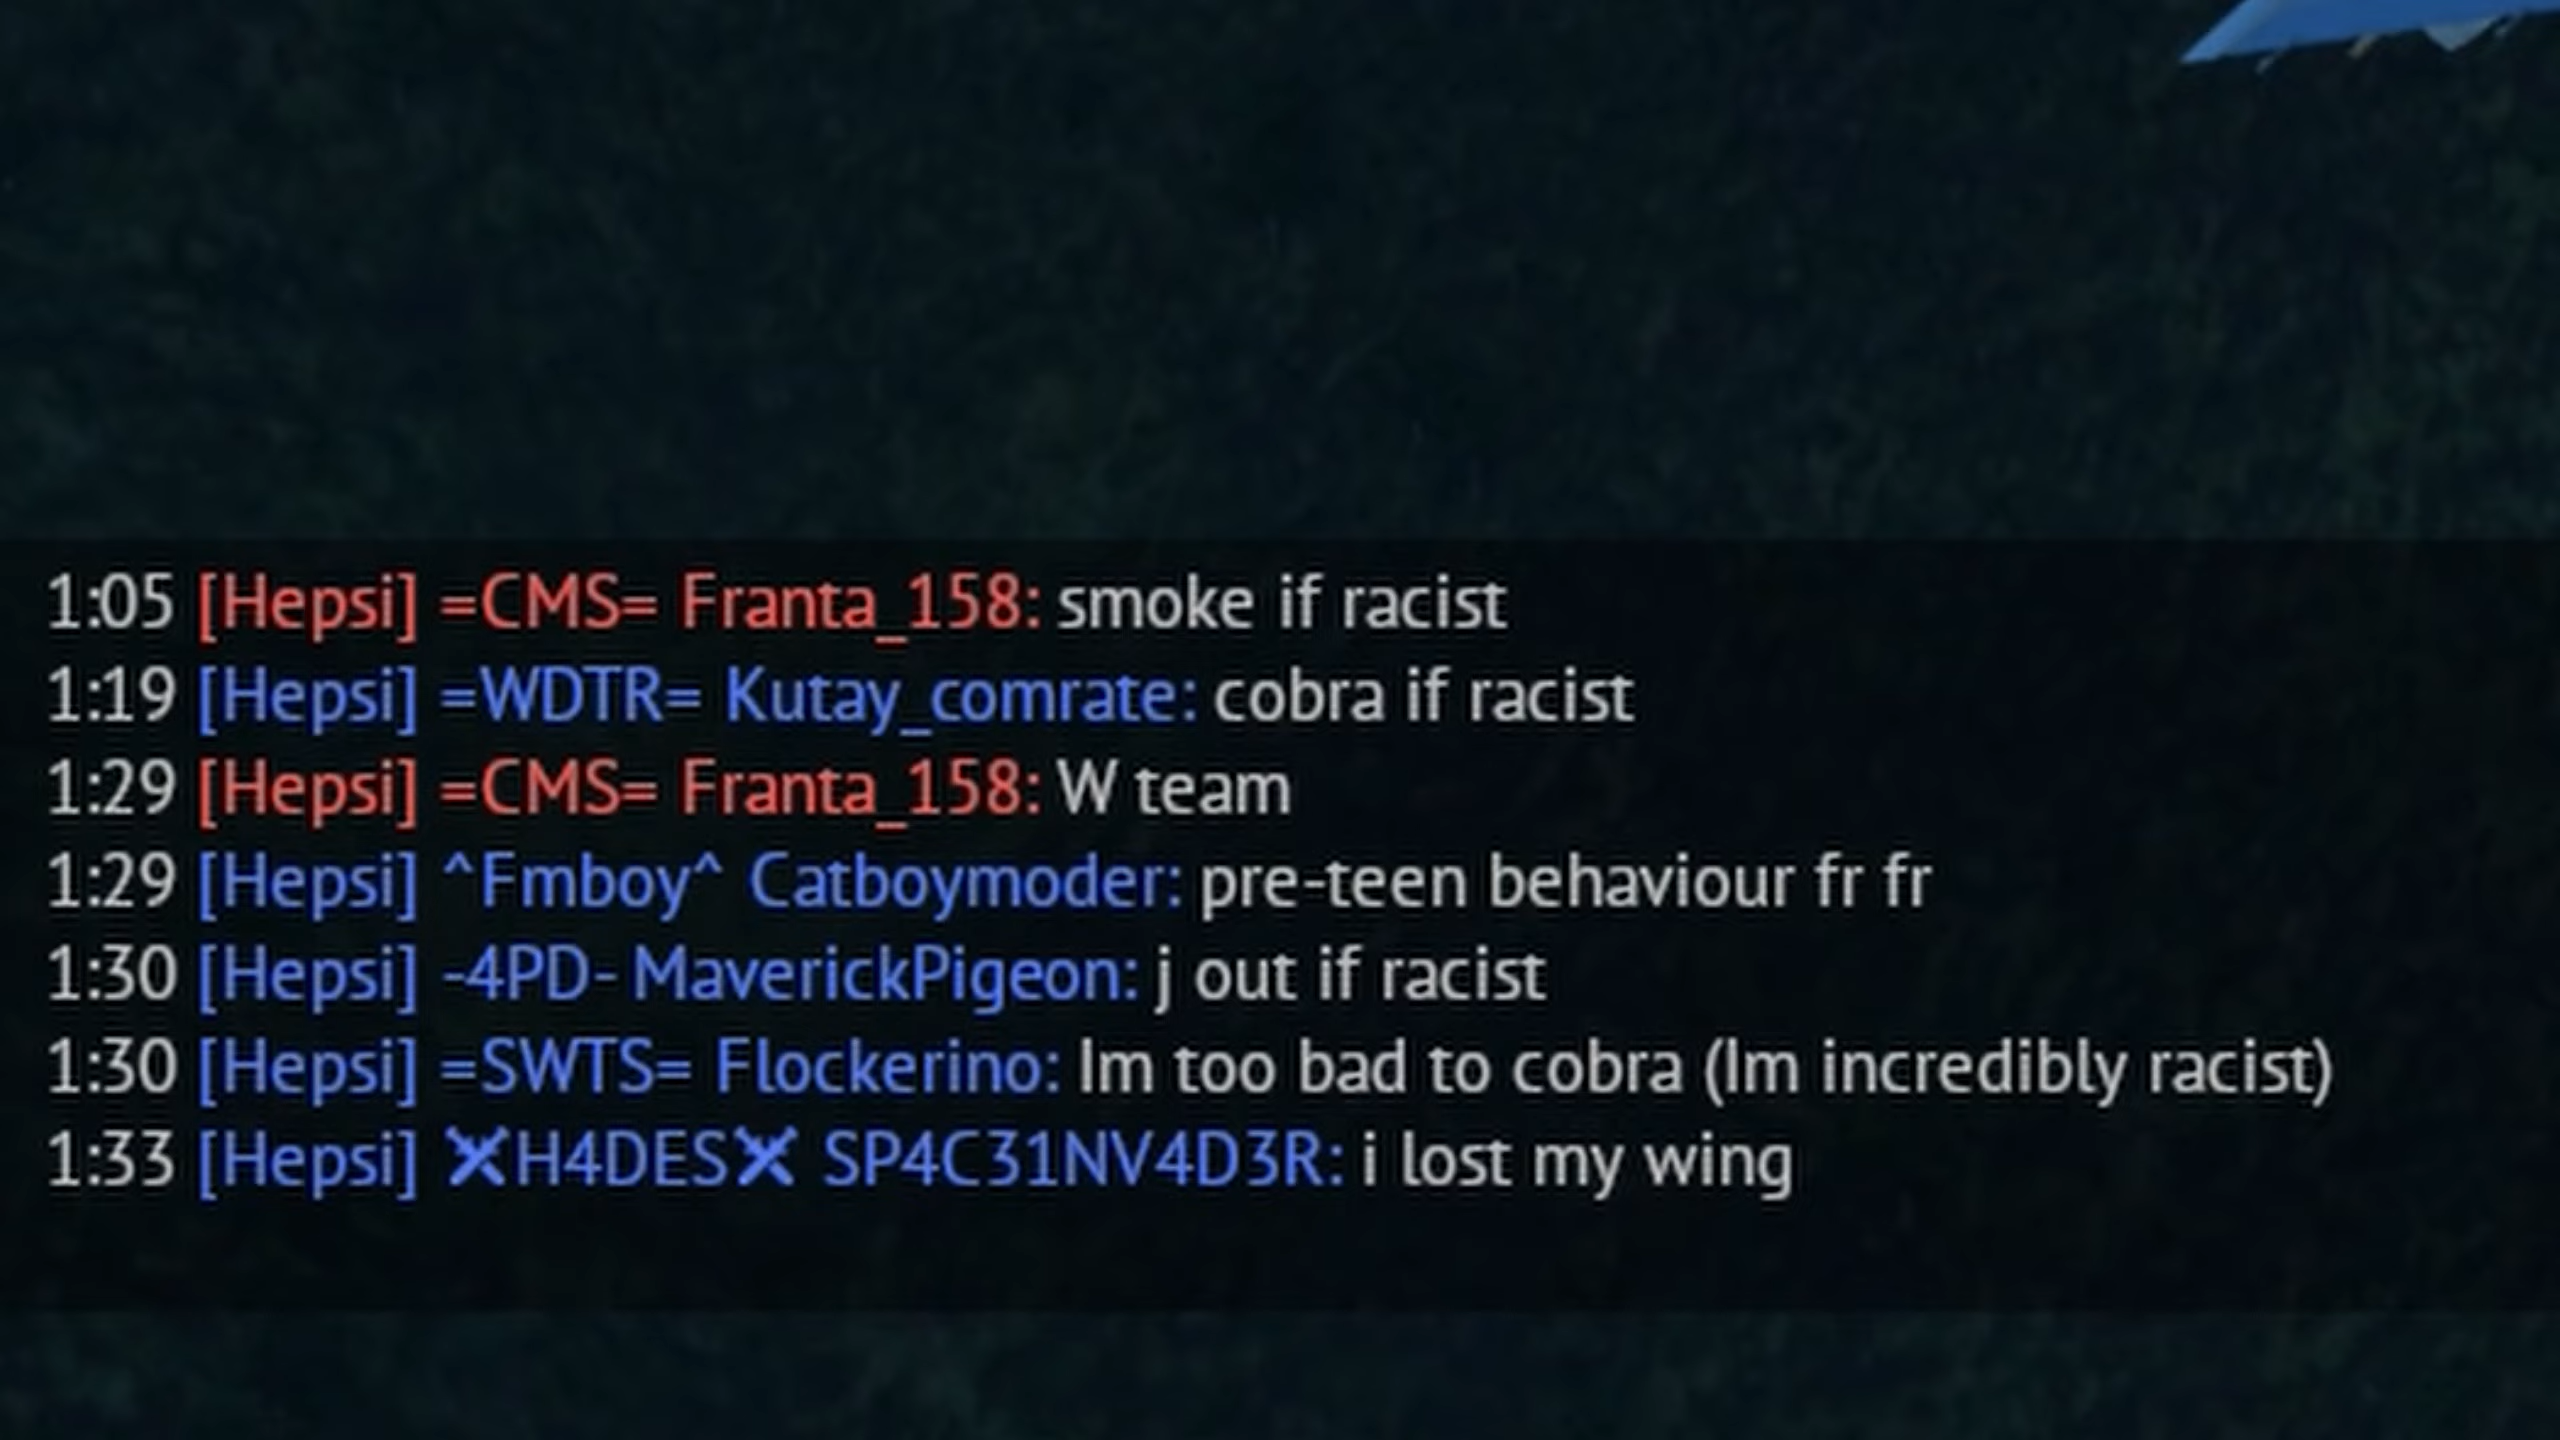 1:05 [Hepsi] =CMS= Franta_158: smoke if racist
1:19 [Hepsi] =WDTR= Kutay_comrate: cobra if racist
1:29 [Hepsi] =CMS= Franta_158: W team
1:29 [Hepsi] ^Fmboy^ Catboymoder: pre-teen behaviour fr fr
1:30 [Hepsi] -4PD- MaverickPigeon: j out if racist
1:30 [Hepsi] =SWTS= Flockerino: Im too bad to cobra (Im incredibly racist)
1:33 [Hepsi] ⚔H4DES⚔ SP4C31NV4D3R: i lost my wing